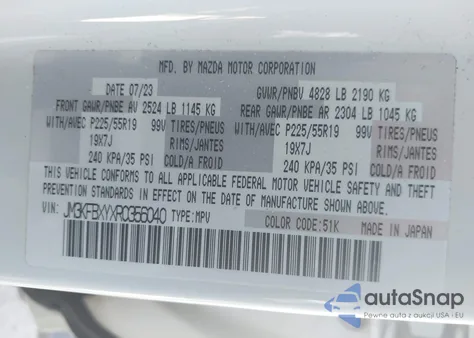 MFD. BY MAZDA MOTOR CORPORATION
DATE 07/23 GVWR/PNBV 4828 LB 2190 KG
FRONT GAWR/PNBE AV 2524 LB 1145 KG REAR GAWR/PNBE AR 2304 LB 1045 KG
WITH/AVEC P225/55R19 99V TIRES/PNEUS WITH/AVEC P225/55R19 99V TIRES/PNEUS
19X7J RIMS/JANTES 19X7J RIMS/JANTES
240 KPA/35 PSI COLD/A FROID 240 KPA/35 PSI COLD/A FROID
THIS VEHICLE CONFORMS TO ALL APPLICABLE FEDERAL MOTOR VEHICLE SAFETY AND THEFT
PREVENTION STANDARDS IN EFFECT ON THE DATE OF MANUFACTURE SHOWN ABOVE.
VIN: JM3KFBXYXR0356040 TYPE: MPV COLOR CODE: 51K MADE IN JAPAN
autoSnap
Pewne auta z aukcji USA - EU